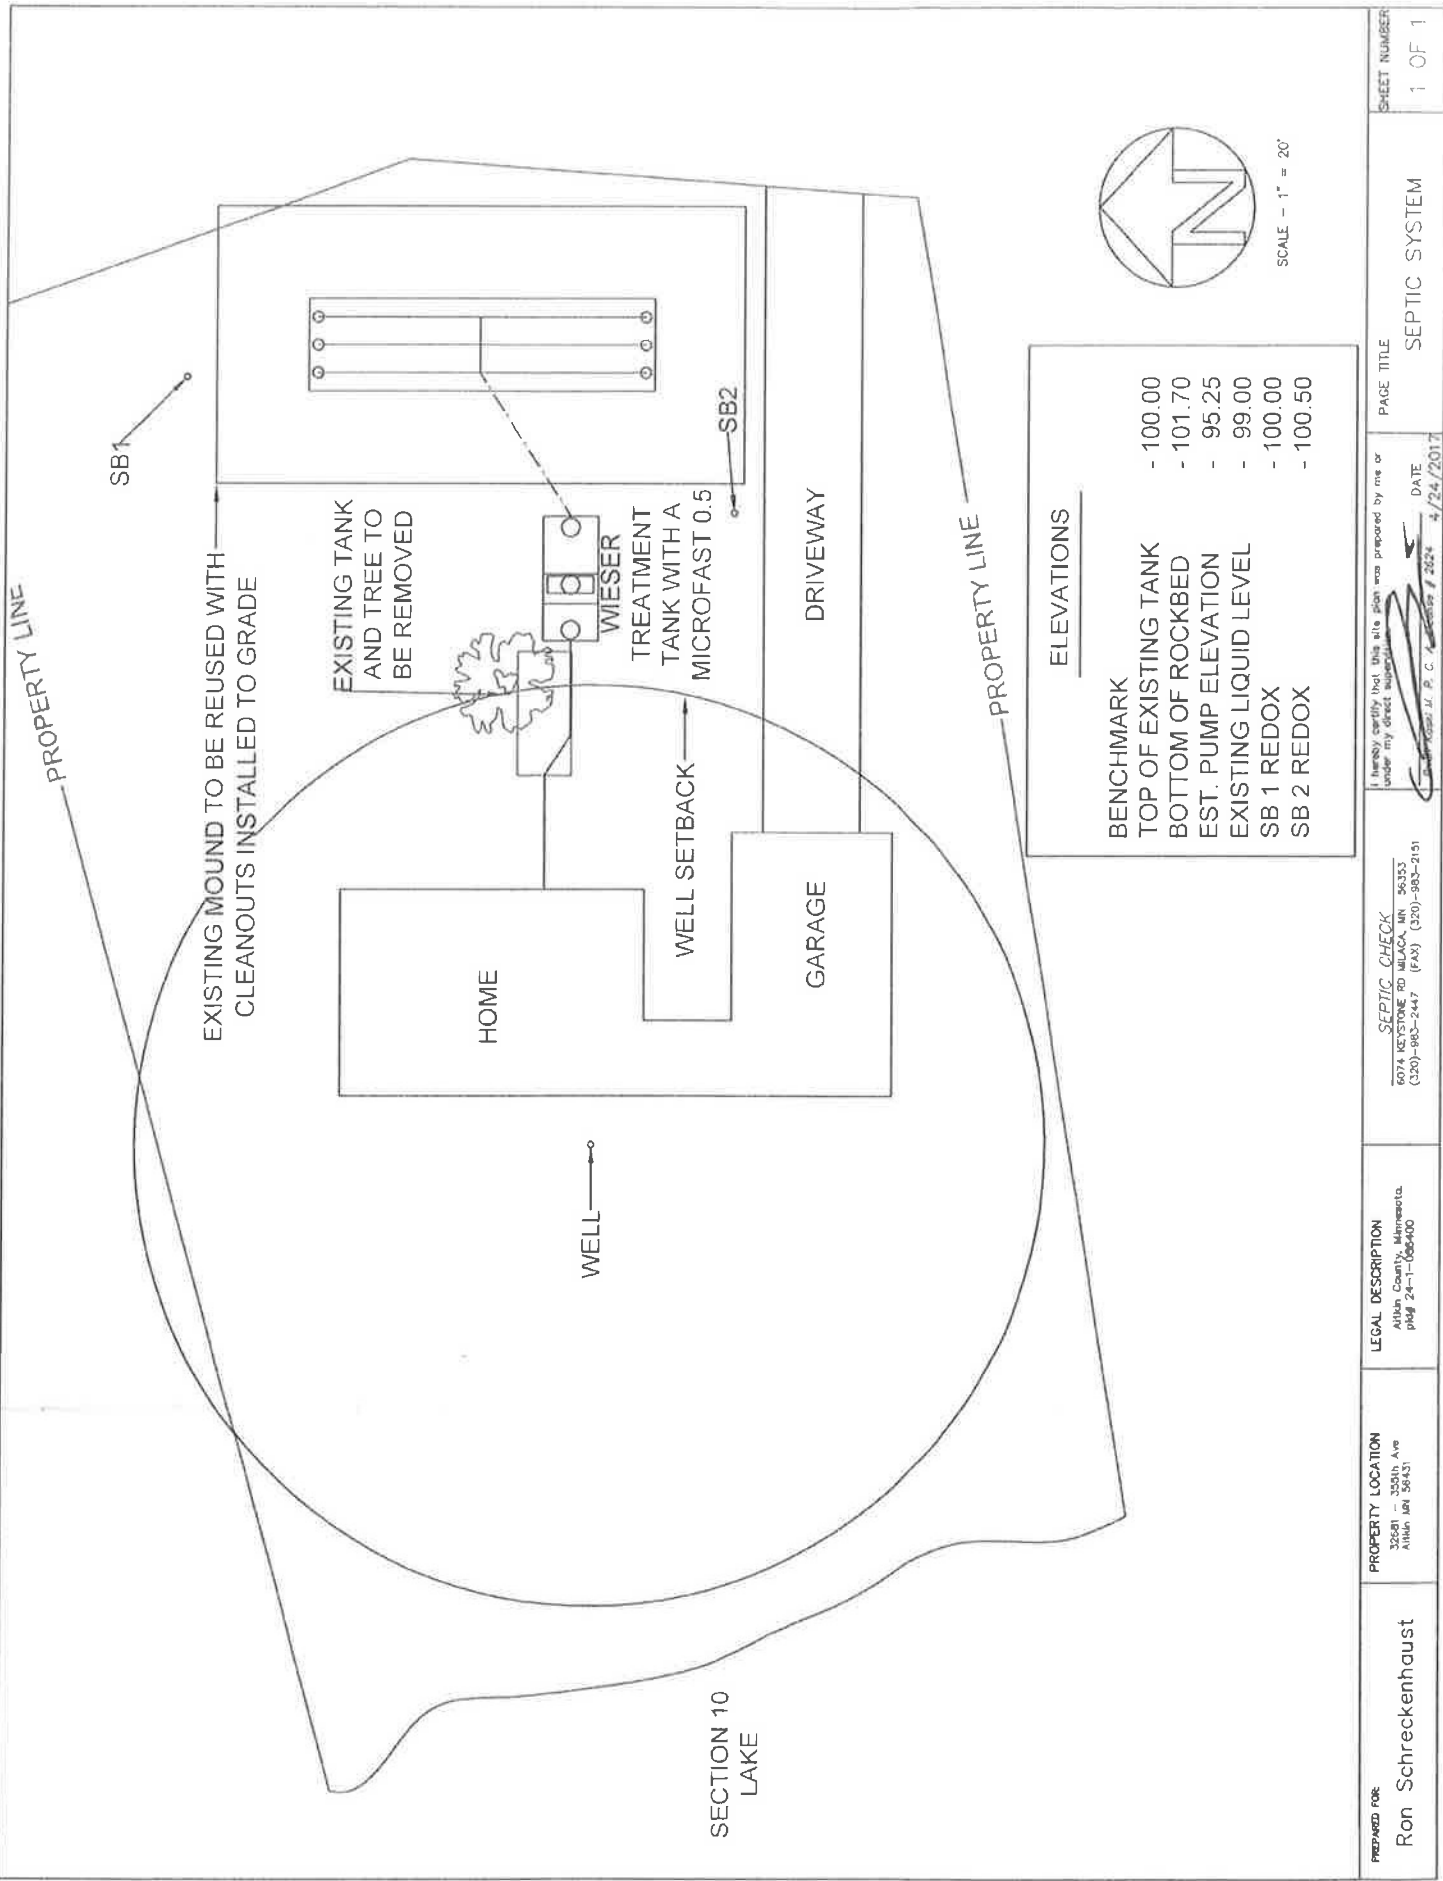 PROPERTY LINE
SB1
EXISTING MOUND TO BE REUSED WITH
CLEANOUTS INSTALLED TO GRADE
EXISTING TANK
AND TREE TO
BE REMOVED
HOME
WIESER
TREATMENT
TANK WITH A
MICROFAST 0.5
WELL
WELL SETBACK
SB2
SECTION 10
LAKE
GARAGE
DRIVEWAY
PROPERTY LINE
ELEVATIONS
BENCHMARK
TOP OF EXISTING TANK - 100.00
BOTTOM OF ROCKBED - 101.70
EST. PUMP ELEVATION - 95.25
EXISTING LIQUID LEVEL - 99.00
SB 1 REDOX - 100.00
SB 2 REDOX - 100.50
N
SCALE - 1" = 20'
PREPARED FOR:
Ron Schreckenhaust
PROPERTY LOCATION
32681 - 355th Ave
Aitkin MN 56431
LEGAL DESCRIPTION
Aitkin County, Minnesota
pid# 24-1-066400
SEPTIC CHECK
6074 KEYSTONE RD MILACA, MN 56353
(320)-983-2447 (FAX) (320)-983-2151
I hereby certify that this site plan was prepared by me or
under my direct supervision
# 2624
DATE
4/24/2017
PAGE TITLE
SEPTIC SYSTEM
SHEET NUMBER
1 OF 1